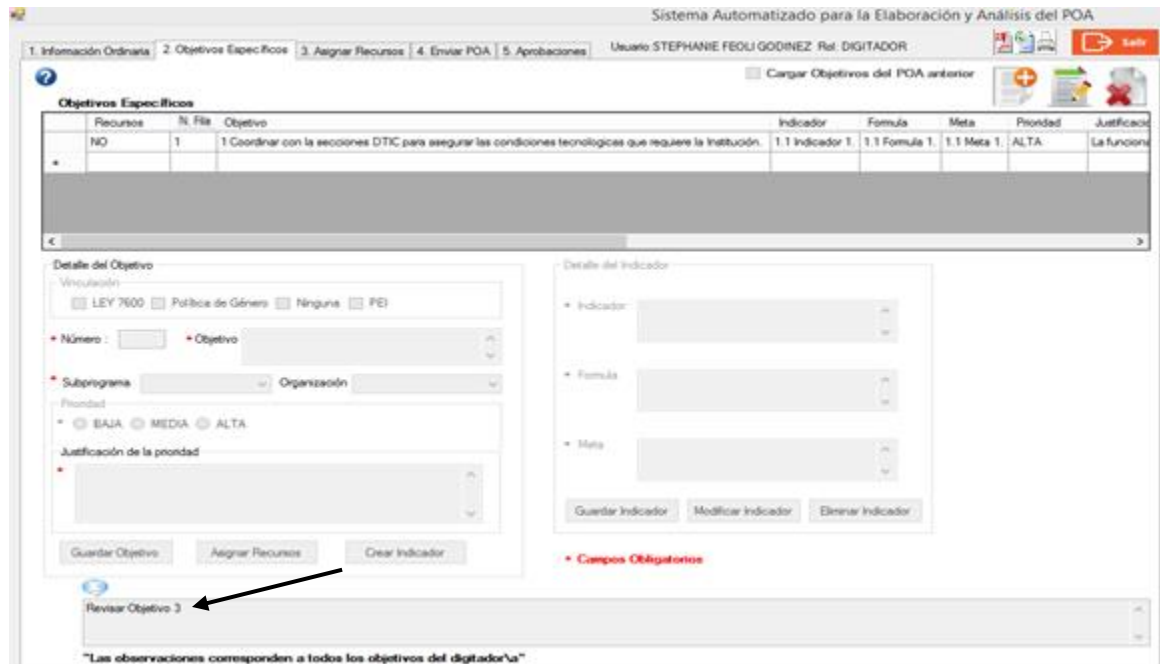 Sistema Automatizado para la Elaboración y Análisis del POA
1. Información Ordinaria 2. Objetivos Específicos 3. Asignar Recursos 4. Enviar POA 5. Aprobaciones Usuario STEPHANIE FEOLI GODINEZ Rol: DIGITADOR Salir
Cargar Objetivos del POA anterior
Objetivos Específicos
Recursos N. Fila Objetivo Indicador Formula Meta Prioridad Justificació
NO 1 1 Coordinar con la secciones DTIC para asegurar las condiciones tecnologicas que requiere la Institución. 1.1 Indicador 1. 1.1 Formula 1. 1.1 Meta 1. ALTA La funciona
Detalle del Objetivo
Vinculación
LEY 7600 Política de Género Ninguna PEI
* Número : * Objetivo
* Subprograma Organización
Prioridad
* BAJA MEDIA ALTA
Justificación de la prioridad
*
Guardar Objetivo Asignar Recursos Crear Indicador
Detalle del Indicador
* Indicador
* Formula
* Meta
Guardar Indicador Modificar Indicador Eliminar Indicador
* Campos Obligatorios
Revisar Objetivo 3
"Las observaciones corresponden a todos los objetivos del digitador\a"